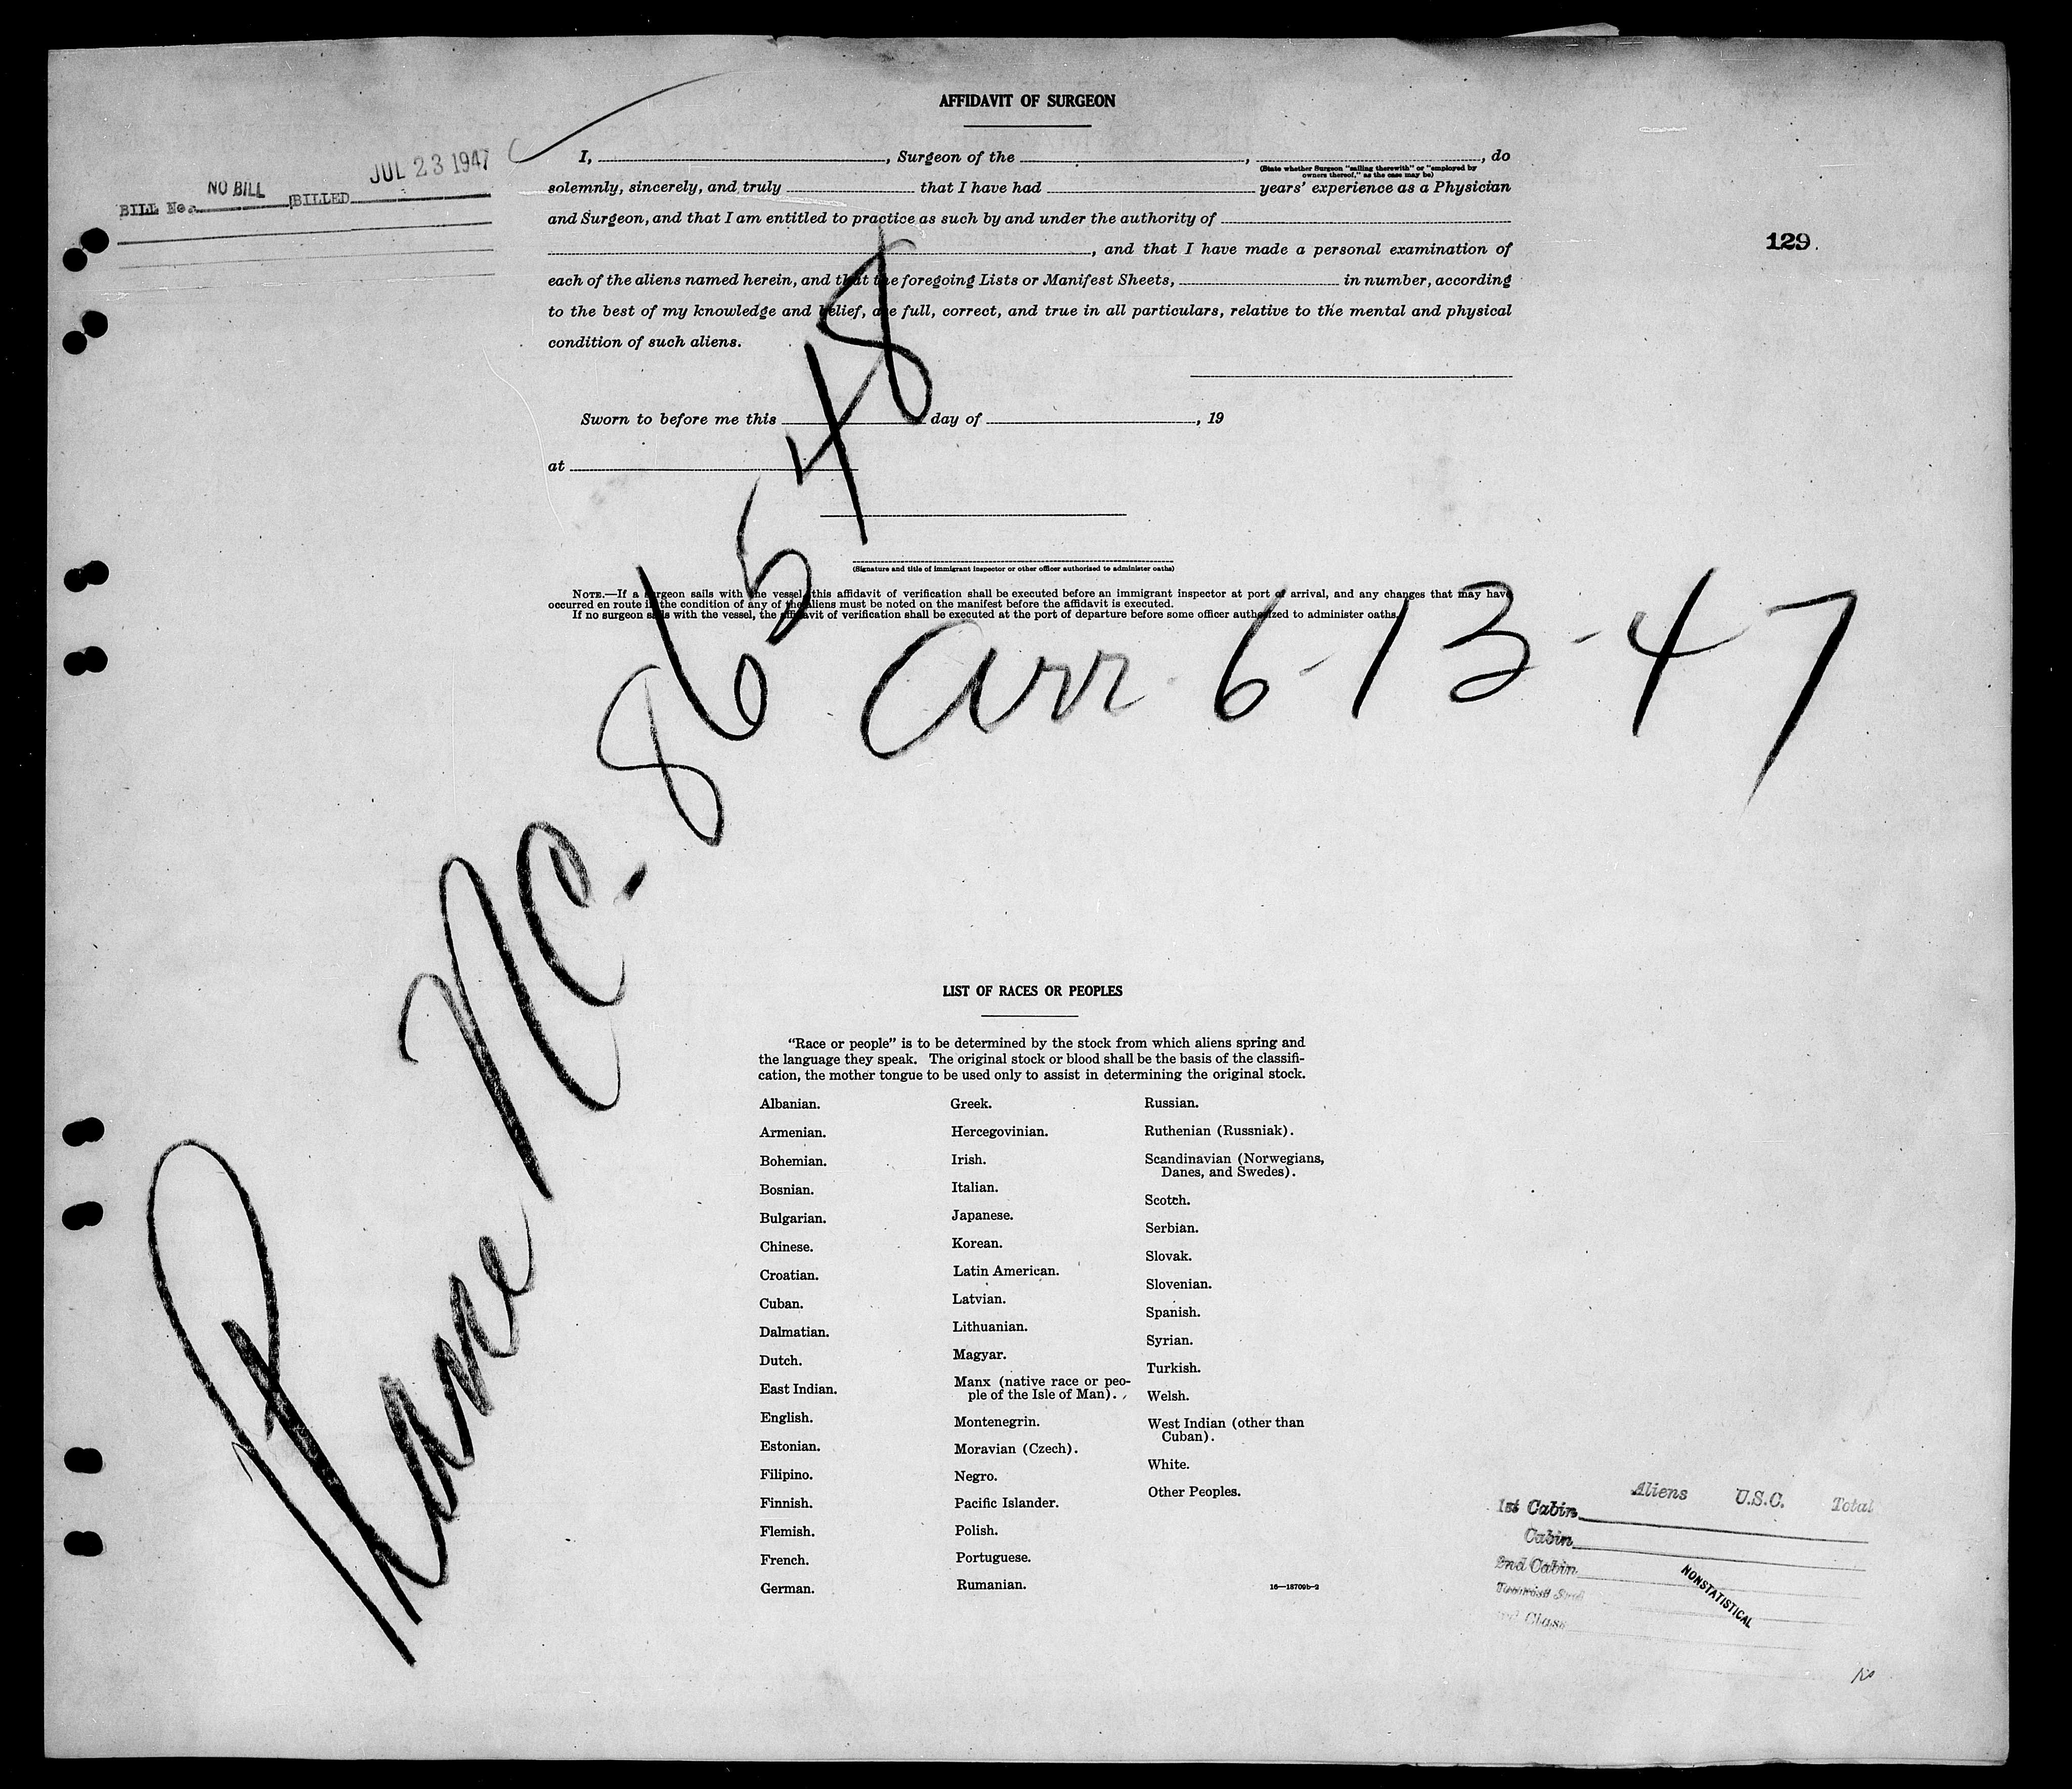 AFFIDAVIT OF SURGEON
JUL 23 1947
NO BILL
BILL No. BILLED
129.
I, , Surgeon of the , , do
(State whether Surgeon "sailing therewith" or "employed by
owners thereof," as the case may be)
solemnly, sincerely, and truly that I have had years' experience as a Physician
and Surgeon, and that I am entitled to practice as such by and under the authority of
, and that I have made a personal examination of
each of the aliens named herein, and that the foregoing Lists or Manifest Sheets, in number, according
to the best of my knowledge and belief, are full, correct, and true in all particulars, relative to the mental and physical
condition of such aliens.
Sworn to before me this day of , 19
at
(Signature and title of immigrant inspector or other officer authorized to administer oaths)
NOTE.—If a surgeon sails with the vessel, this affidavit of verification shall be executed before an immigrant inspector at port of arrival, and any changes that may have
occurred en route in the condition of any of the aliens must be noted on the manifest before the affidavit is executed.
If no surgeon sails with the vessel, the affidavit of verification shall be executed at the port of departure before some officer authorized to administer oaths.
Plane NC. 86548
arr. 6-13-47
LIST OF RACES OR PEOPLES
"Race or people" is to be determined by the stock from which aliens spring and
the language they speak. The original stock or blood shall be the basis of the classifi-
cation, the mother tongue to be used only to assist in determining the original stock.
Albanian.
Armenian.
Bohemian.
Bosnian.
Bulgarian.
Chinese.
Croatian.
Cuban.
Dalmatian.
Dutch.
East Indian.
English.
Estonian.
Filipino.
Finnish.
Flemish.
French.
German.
Greek.
Hercegovinian.
Irish.
Italian.
Japanese.
Korean.
Latin American.
Latvian.
Lithuanian.
Magyar.
Manx (native race or peo-
ple of the Isle of Man).
Montenegrin.
Moravian (Czech).
Negro.
Pacific Islander.
Polish.
Portuguese.
Rumanian.
Russian.
Ruthenian (Russniak).
Scandinavian (Norwegians,
Danes, and Swedes).
Scotch.
Serbian.
Slovak.
Slovenian.
Spanish.
Syrian.
Turkish.
Welsh.
West Indian (other than
Cuban).
White.
Other Peoples.
16—18709b-2
Aliens U.S.C. Total
1st Cabin
Cabin
2nd Cabin
Class
NONSTATISTICAL